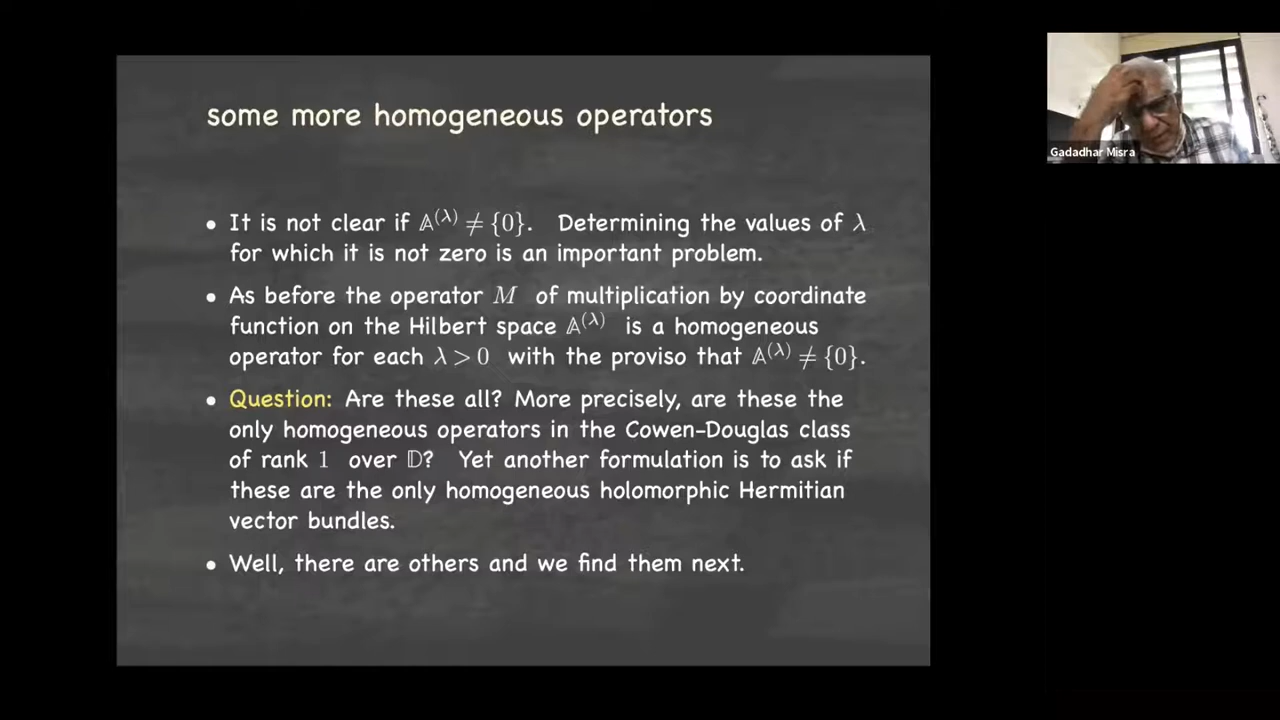 some more homogeneous operators
• It is not clear if 𝔸^(λ) ≠ {0}. Determining the values of λ
for which it is not zero is an important problem.
• As before the operator M of multiplication by coordinate
function on the Hilbert space 𝔸^(λ) is a homogeneous
operator for each λ > 0 with the proviso that 𝔸^(λ) ≠ {0}.
• Question: Are these all? More precisely, are these the
only homogeneous operators in the Cowen-Douglas class
of rank 1 over 𝔻? Yet another formulation is to ask if
these are the only homogeneous holomorphic Hermitian
vector bundles.
• Well, there are others and we find them next.
Gadadhar Misra